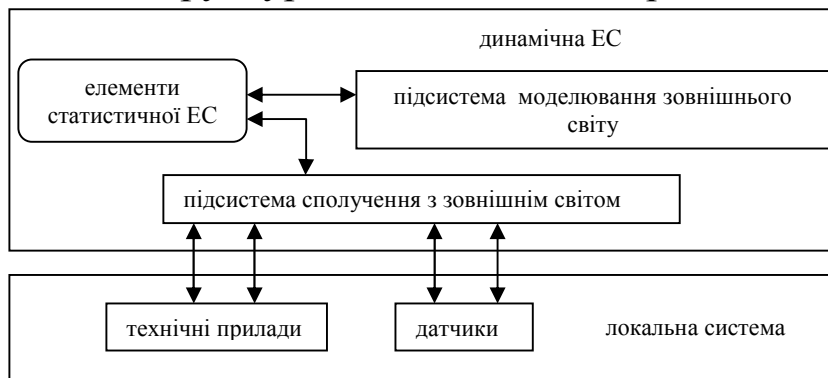 динамічна ЕС
елементи
статистичної ЕС
підсистема моделювання зовнішнього
світу
підсистема сполучення з зовнішнім світом
технічні прилади
датчики
локальна система